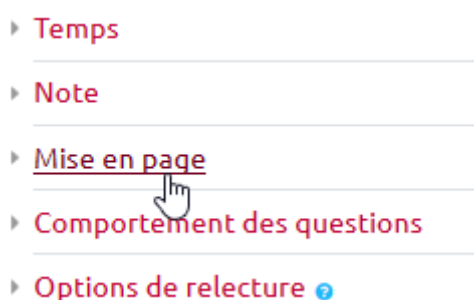 Temps
Note
Mise en page
Comportement des questions
Options de relecture